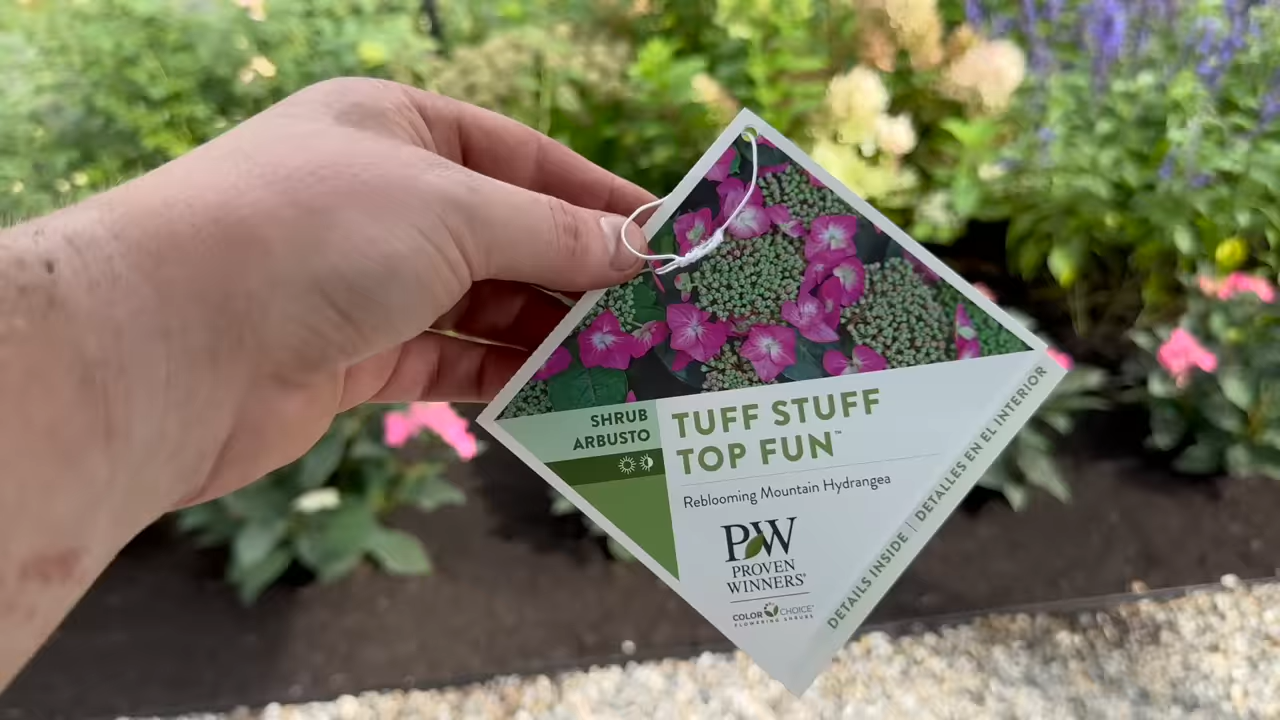 SHRUB
ARBUSTO
TUFF STUFF
TOP FUN™
Reblooming Mountain Hydrangea
PW
PROVEN
WINNERS®
COLOR CHOICE®
FLOWERING SHRUBS
DETAILS INSIDE | DETALLES EN EL INTERIOR